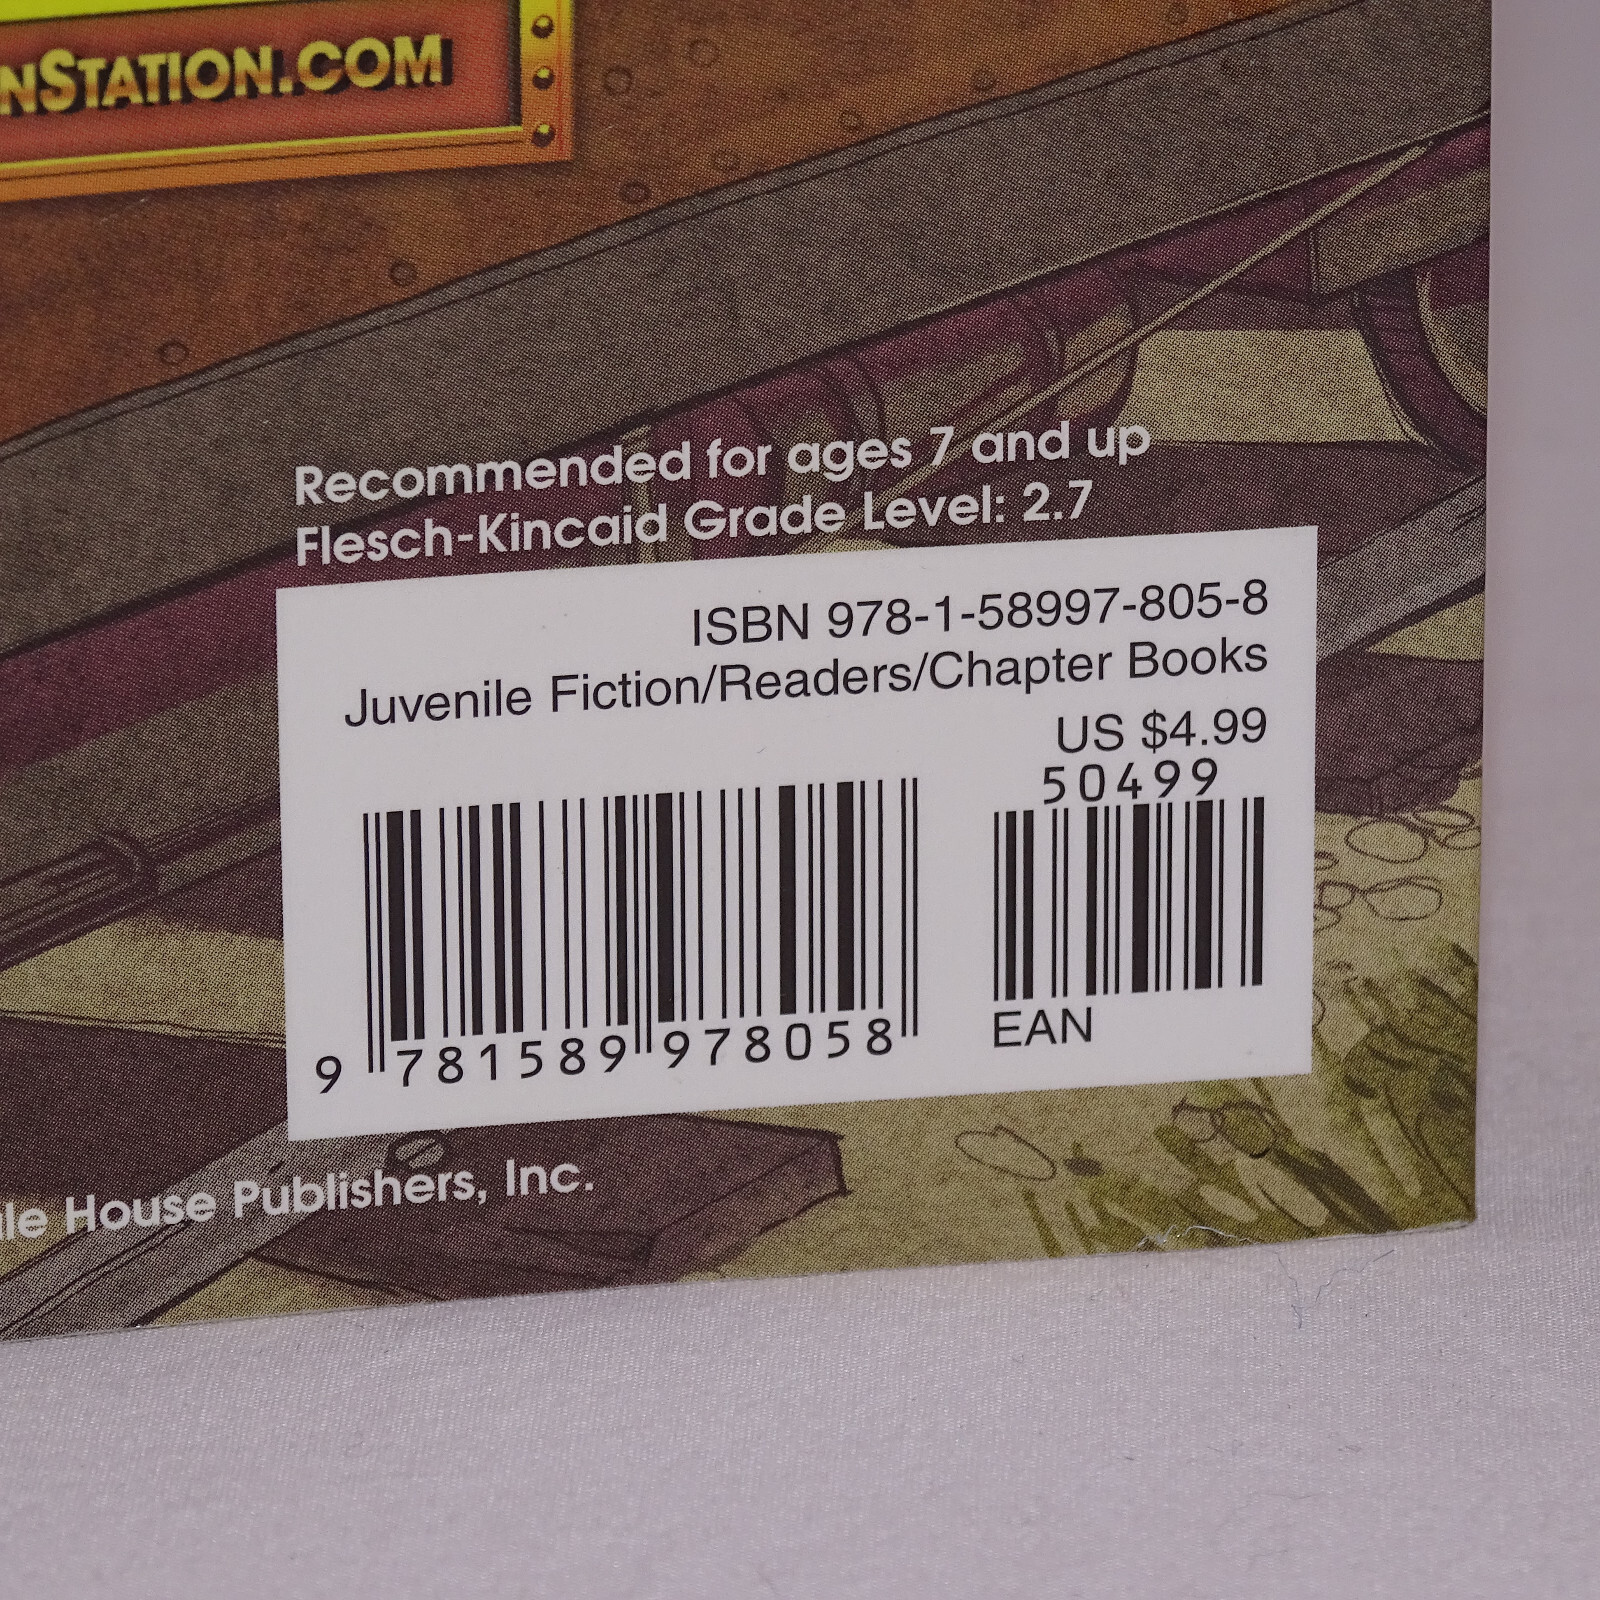 nStation.com
Recommended for ages 7 and up
Flesch-Kincaid Grade Level: 2.7
ISBN 978-1-58997-805-8
Juvenile Fiction/Readers/Chapter Books
US $4.99
50499
9 781589 978058
EAN
le House Publishers, Inc.